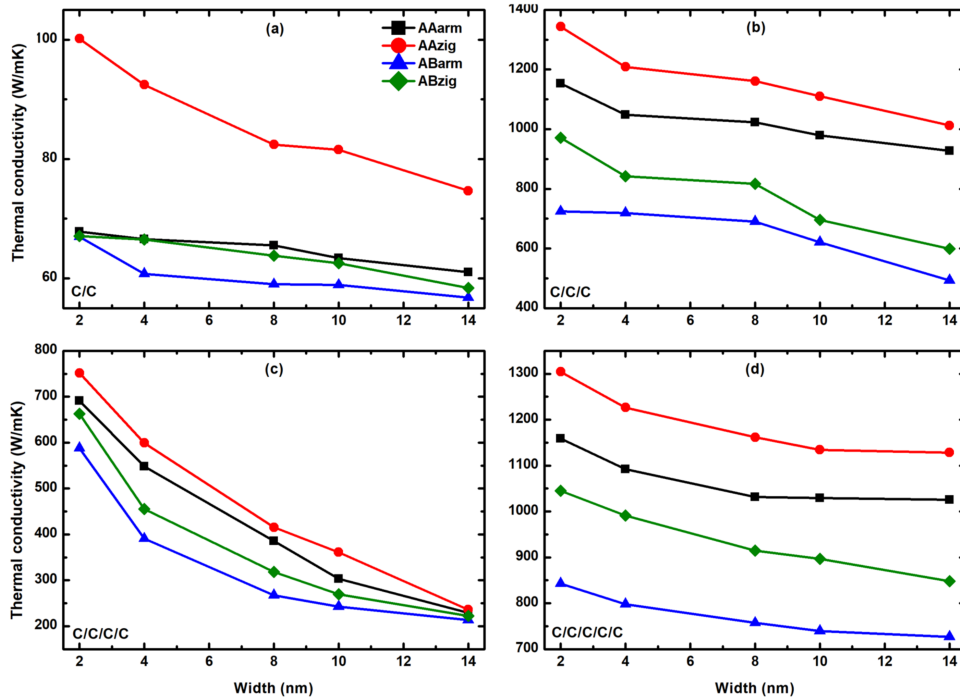 (a)
AAarm
AAzig
ABarm
ABzig
100
80
60
C/C
2 4 6 8 10 12 14
Thermal conductivity (W/mK)
(b)
1400
1200
1000
800
600
400
C/C/C
2 4 6 8 10 12 14
(c)
800
700
600
500
400
300
200
C/C/C/C
2 4 6 8 10 12 14
Thermal conductivity (W/mK)
Width (nm)
(d)
1300
1200
1100
1000
900
800
700
C/C/C/C/C
2 4 6 8 10 12 14
Width (nm)